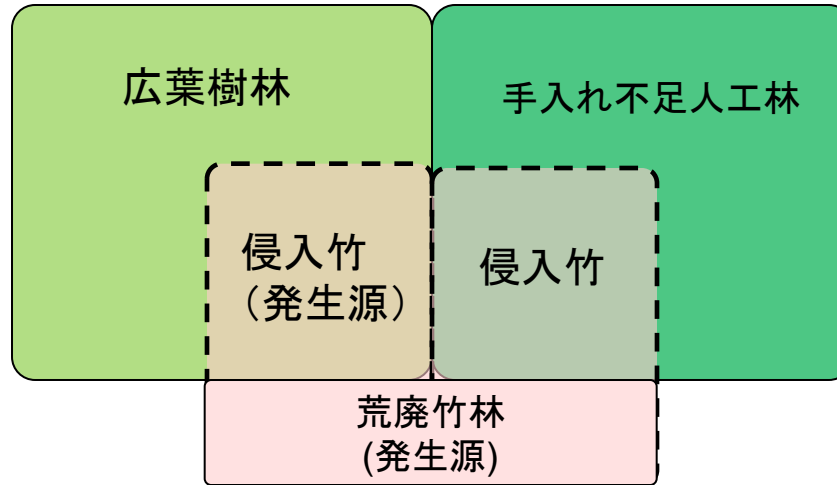 広葉樹林
手入れ不足人工林
侵入竹
（発生源）
侵入竹
荒廃竹林
(発生源)